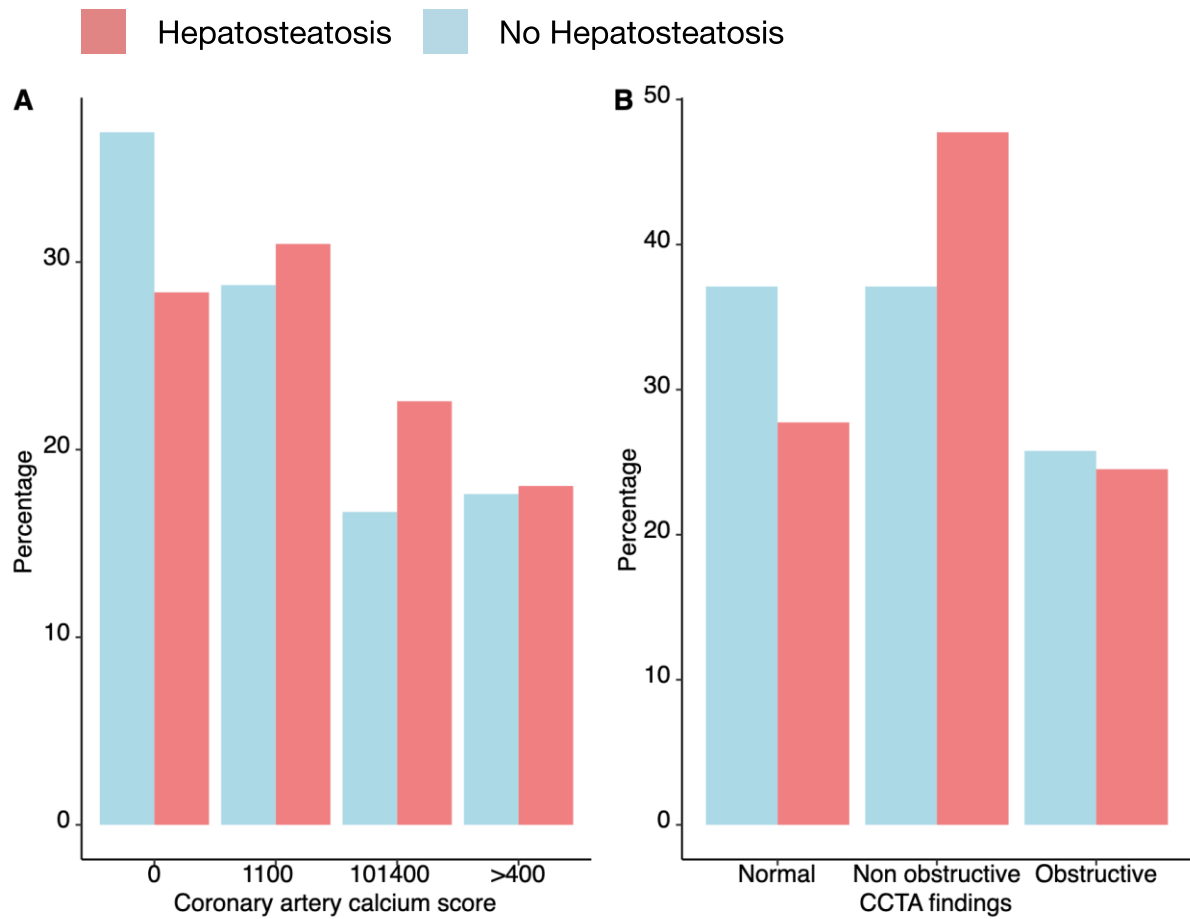 Hepatosteatosis No Hepatosteatosis
A
Percentage
30
20
10
0
0 1100 101400 >400
Coronary artery calcium score
B
Percentage
50
40
30
20
10
0
Normal Non obstructive Obstructive
CCTA findings